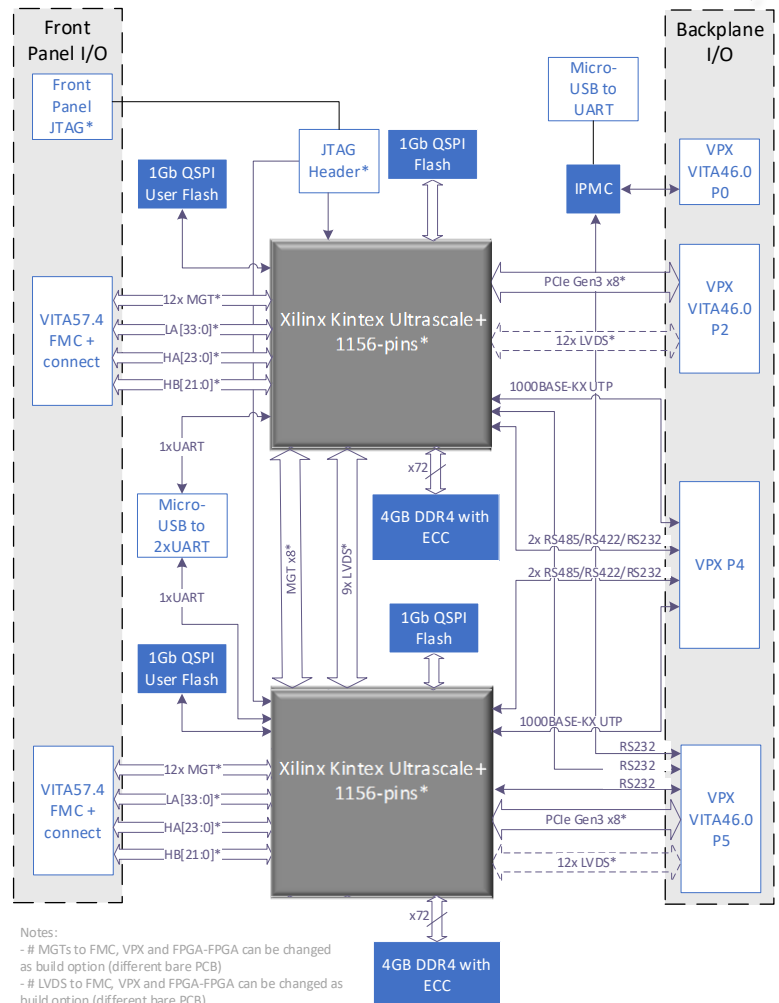 Front
Panel I/O
Backplane
I/O
Front
Panel
JTAG*
Micro-
USB to
UART
JTAG
Header*
1Gb QSPI
Flash
1Gb QSPI
User Flash
IPMC
VPX
VITA46.0
P0
VITA57.4
FMC +
connect
12x MGT*
LA[33:0]*
HA[23:0]*
HB[21:0]*
Xilinx Kintex Ultrascale+
1156-pins*
PCIe Gen3 x8*
12x LVDS*
VPX
VITA46.0
P2
1000BASE-KX UTP
1xUART
x72
Micro-
USB to
2xUART
MGT x8*
9x LVDS*
4GB DDR4 with
ECC
2x RS485/RS422/RS232
2x RS485/RS422/RS232
VPX P4
1xUART
1Gb QSPI
Flash
1Gb QSPI
User Flash
1000BASE-KX UTP
RS232
RS232
RS232
VITA57.4
FMC +
connect
12x MGT*
LA[33:0]*
HA[23:0]*
HB[21:0]*
Xilinx Kintex Ultrascale+
1156-pins*
PCIe Gen3 x8*
12x LVDS*
VPX
VITA46.0
P5
x72
4GB DDR4 with
ECC
Notes:
- # MGTs to FMC, VPX and FPGA-FPGA can be changed
as build option (different bare PCB)
- # LVDS to FMC, VPX and FPGA-FPGA can be changed as
build option (different bare PCB)